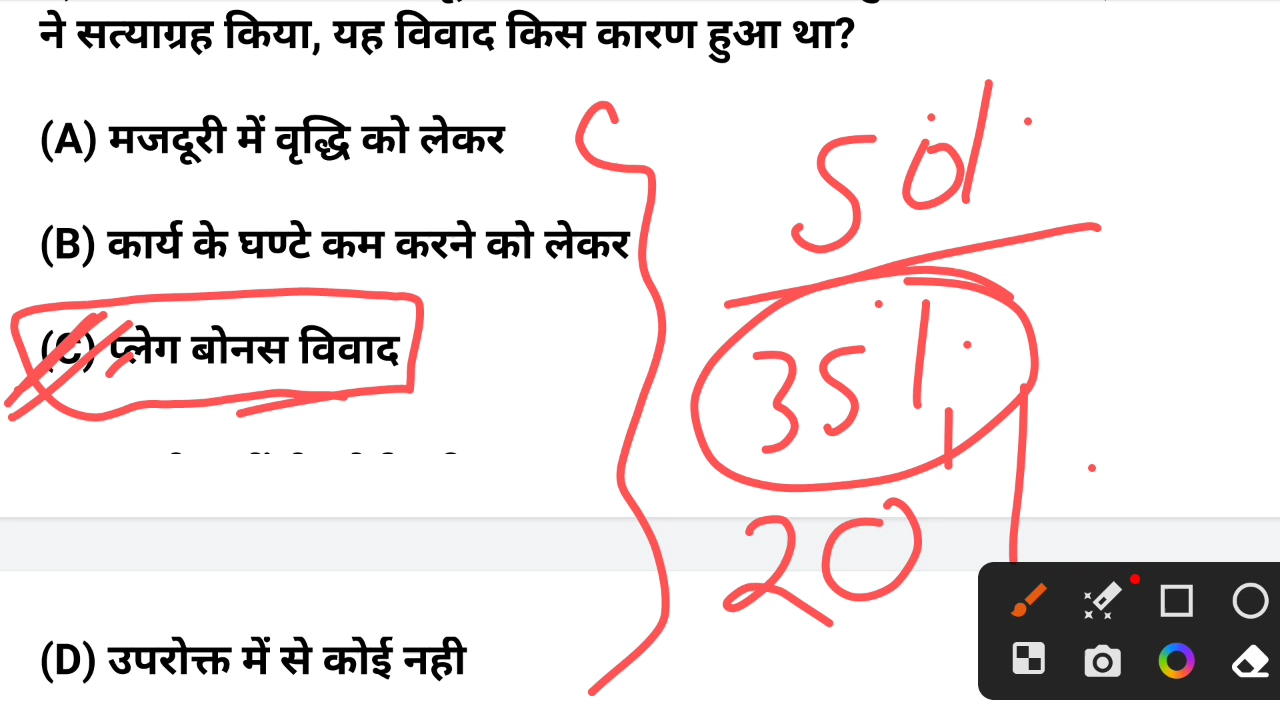 ने सत्याग्रह किया, यह विवाद किस कारण हुआ था?
(A) मजदूरी में वृद्धि को लेकर
(B) कार्य के घण्टे कम करने को लेकर
(C) प्लेग बोनस विवाद
(D) उपरोक्त में से कोई नही
50%
35%
20